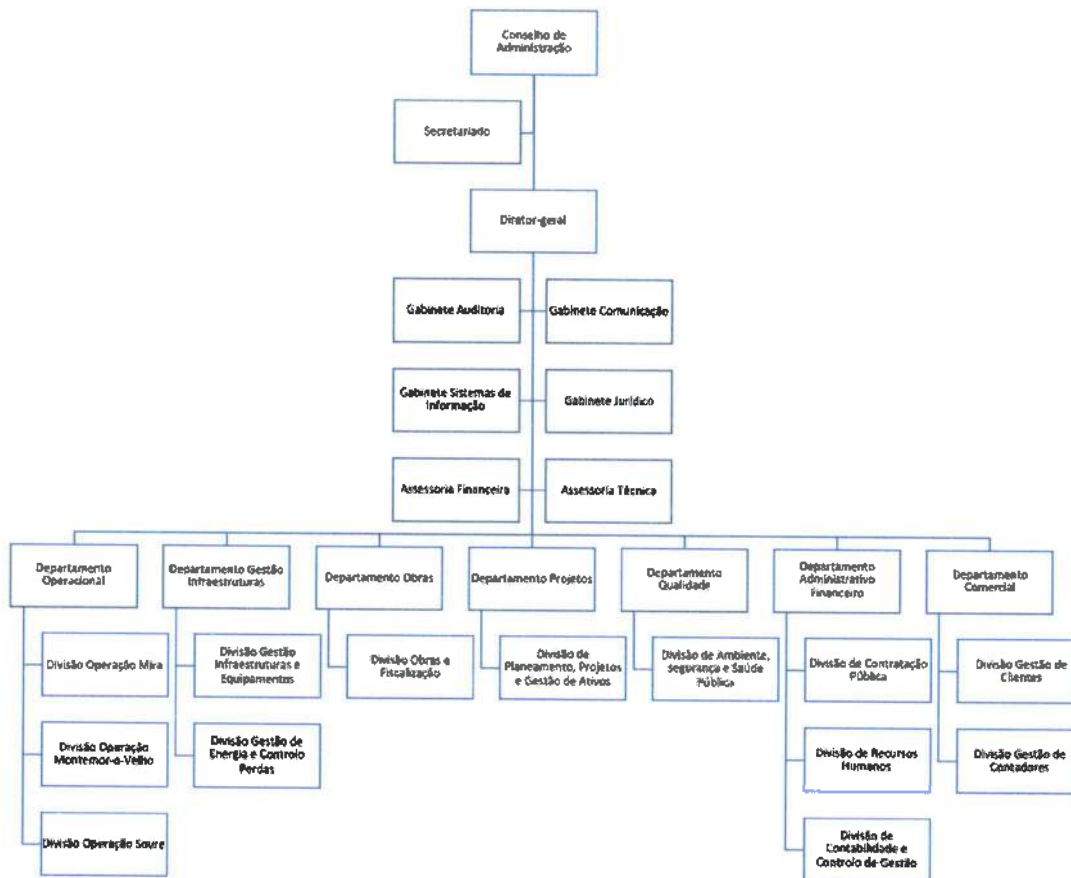 Conselho de
Administração
Secretariado
Diretor-geral
Gabinete Auditoria
Gabinete Comunicação
Gabinete Sistemas de
Informação
Gabinete Jurídico
Assessoria Financeira
Assessoria Técnica
Departamento
Operacional
Departamento Gestão
Infraestruturas
Departamento Obras
Departamento Projetos
Departamento
Qualidade
Departamento
Administrativo
Financeiro
Departamento
Comercial
Divisão Operação Mira
Divisão Gestão
Infraestruturas e
Equipamentos
Divisão Obras e
Fiscalização
Divisão de
Planeamento, Projetos
e Gestão de Ativos
Divisão de Ambiente,
Segurança e Saúde
Pública
Divisão de Contratação
Pública
Divisão Gestão de
Clientes
Divisão Operação
Montemor-o-Velho
Divisão Gestão de
Energia e Controlo
Perdas
Divisão de Recursos
Humanos
Divisão Gestão de
Contadores
Divisão Operação Soure
Divisão de
Contabilidade e
Controlo de Gestão